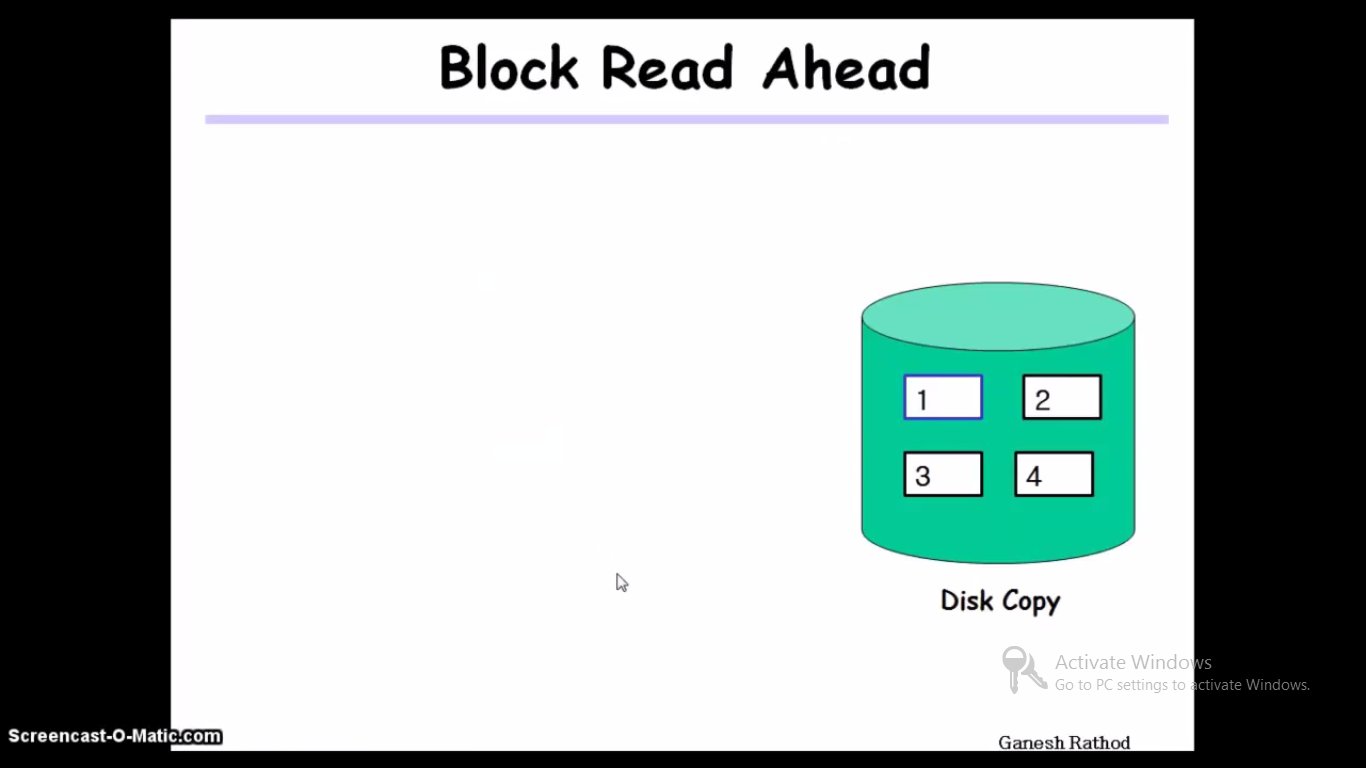 Block Read Ahead
1 2
3 4
Disk Copy
Activate Windows
Go to PC settings to activate Windows.
Screencast-O-Matic.com
Ganesh Rathod